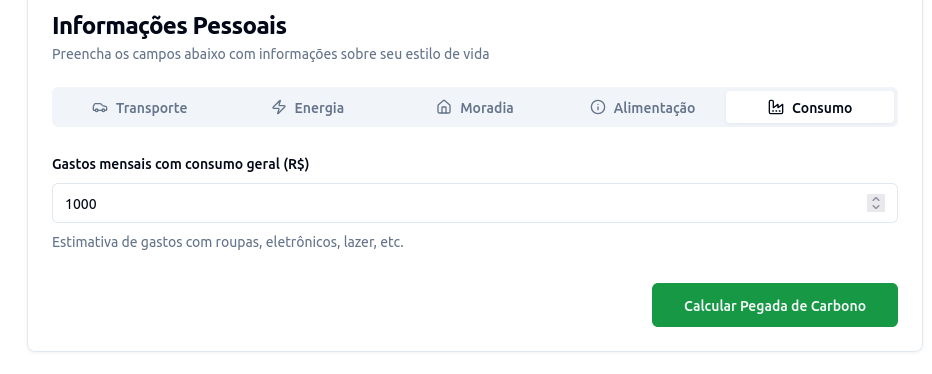 Informações Pessoais
Preencha os campos abaixo com informações sobre seu estilo de vida
Transporte Energia Moradia Alimentação Consumo
Gastos mensais com consumo geral (R$)
1000
Estimativa de gastos com roupas, eletrônicos, lazer, etc.
Calcular Pegada de Carbono